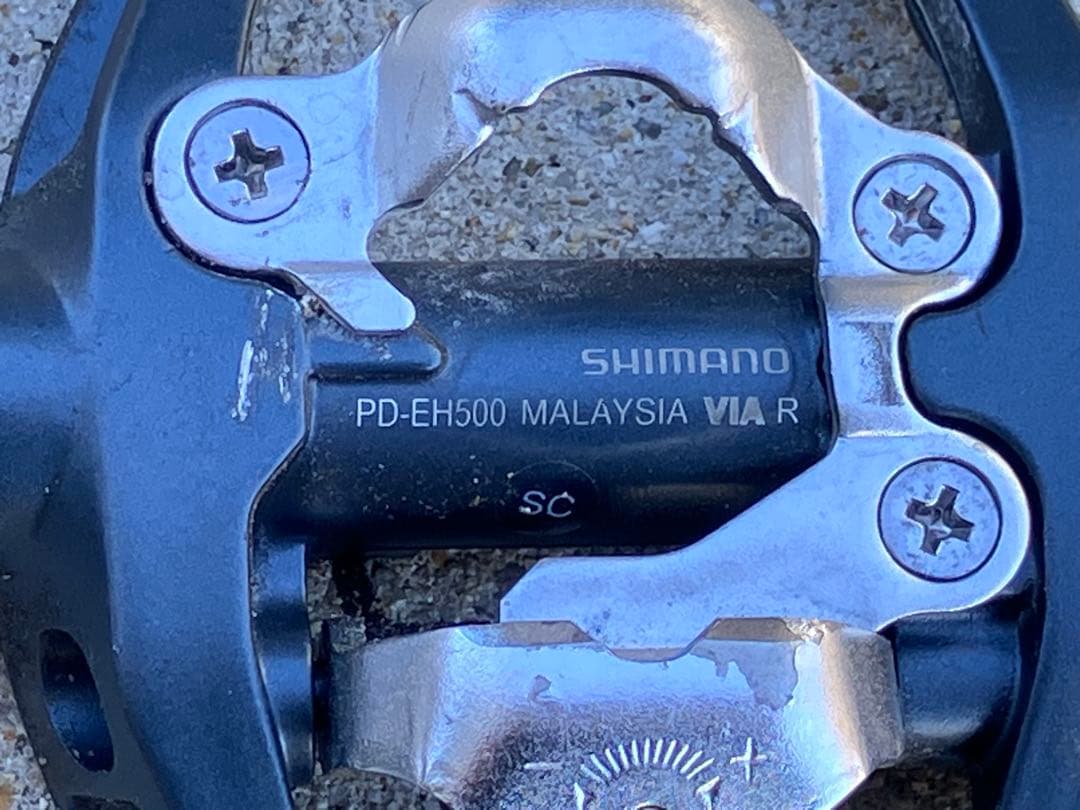 SHIMANO
PD-EH500 MALAYSIA VIA R
SC
- +